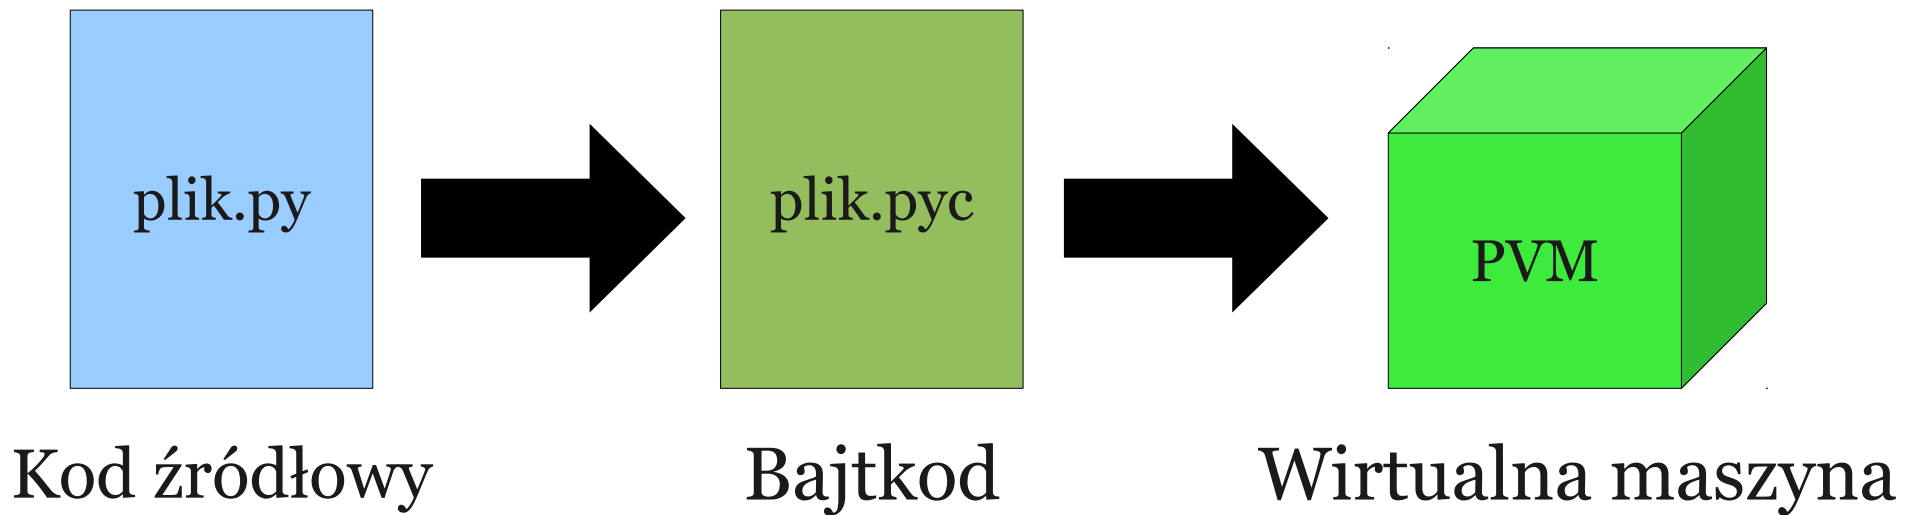 plik.py
plik.pyc
PVM
Kod źródłowy
Bajtkod
Wirtualna maszyna